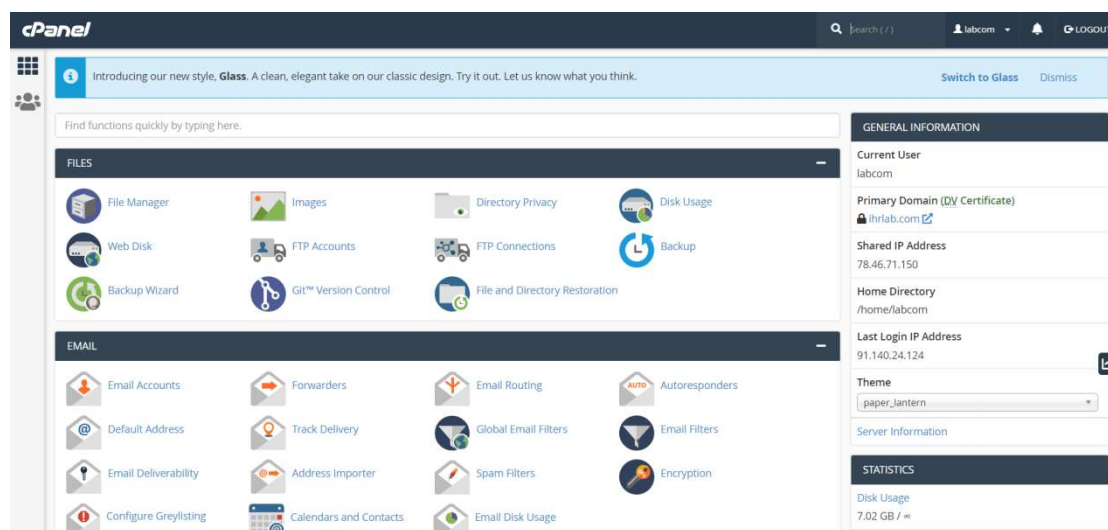 cPanel
Search ( / )
labcom
LOGOUT
Introducing our new style, Glass. A clean, elegant take on our classic design. Try it out. Let us know what you think.
Switch to Glass
Dismiss
Find functions quickly by typing here.
FILES
File Manager
Images
Directory Privacy
Disk Usage
Web Disk
FTP Accounts
FTP Connections
Backup
Backup Wizard
Git™ Version Control
File and Directory Restoration
EMAIL
Email Accounts
Forwarders
Email Routing
AUTO
Autoresponders
Default Address
Track Delivery
Global Email Filters
Email Filters
Email Deliverability
Address Importer
Spam Filters
Encryption
Configure Greylisting
Calendars and Contacts
Email Disk Usage
GENERAL INFORMATION
Current User
labcom
Primary Domain (DV Certificate)
ihrlab.com
Shared IP Address
78.46.71.150
Home Directory
/home/labcom
Last Login IP Address
91.140.24.124
Theme
paper_lantern
Server Information
STATISTICS
Disk Usage
7.02 GB / ∞